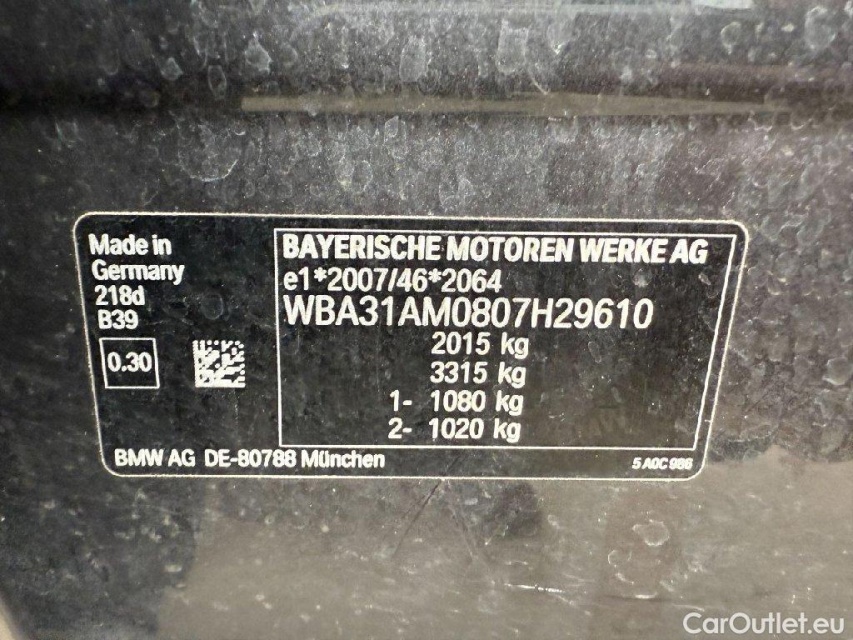 Made in
Germany
218d
B39
0.30
BAYERISCHE MOTOREN WERKE AG
e1*2007/46*2064
WBA31AM0807H29610
2015 kg
3315 kg
1- 1080 kg
2- 1020 kg
BMW AG DE-80788 München
5 A0C 986
CarOutlet.eu